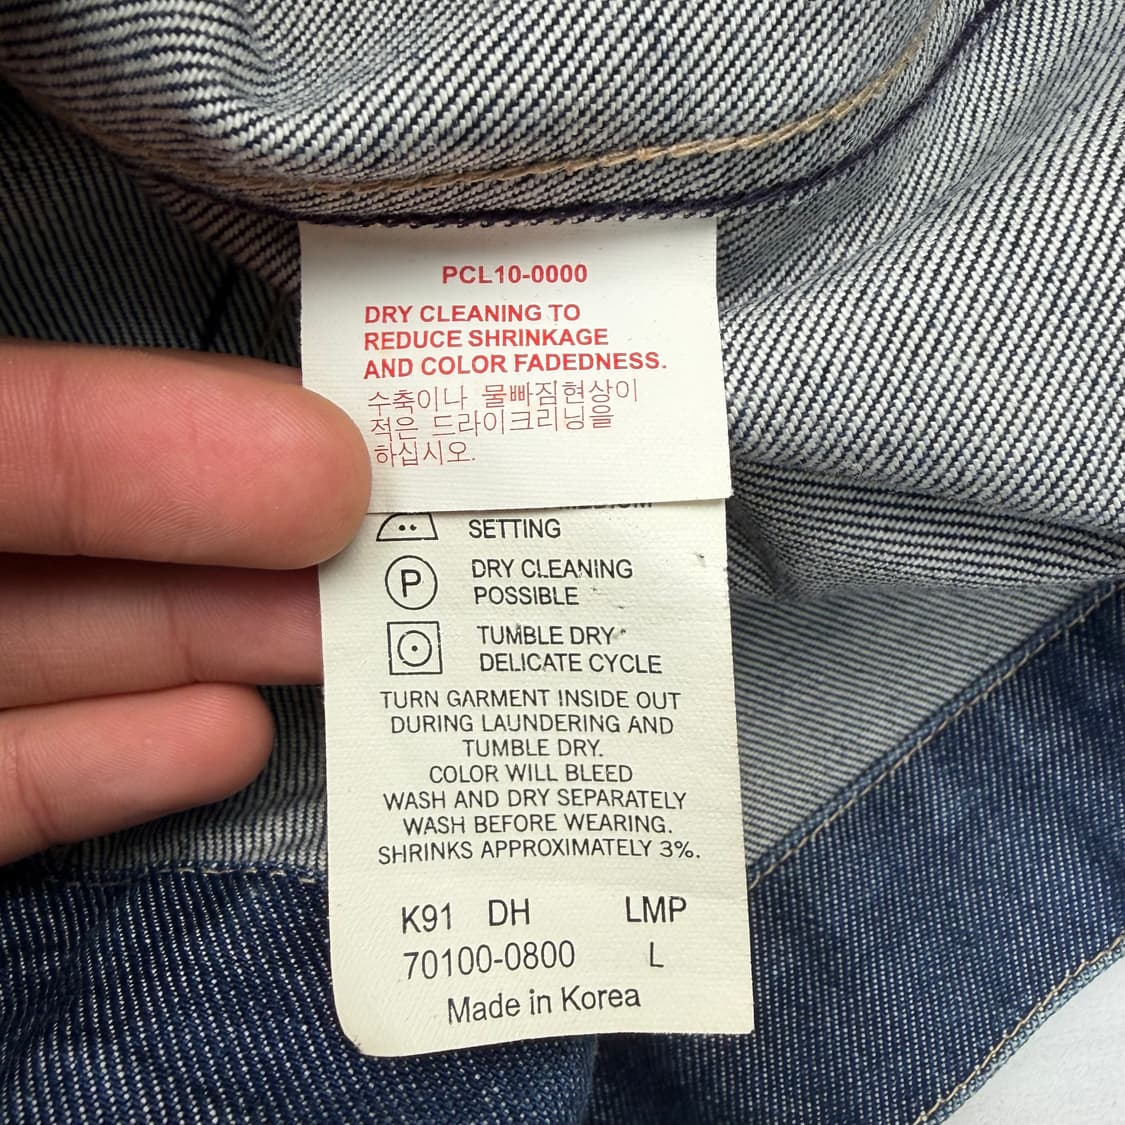 PCL10-0000
DRY CLEANING TO
REDUCE SHRINKAGE
AND COLOR FADEDNESS.
수축이나 물빠짐현상이
적은 드라이크리닝을
하십시오.
SETTING
P
DRY CLEANING
POSSIBLE
TUMBLE DRY
DELICATE CYCLE
TURN GARMENT INSIDE OUT
DURING LAUNDERING AND
TUMBLE DRY.
COLOR WILL BLEED
WASH AND DRY SEPARATELY
WASH BEFORE WEARING.
SHRINKS APPROXIMATELY 3%.
K91 DH LMP
70100-0800 L
Made in Korea